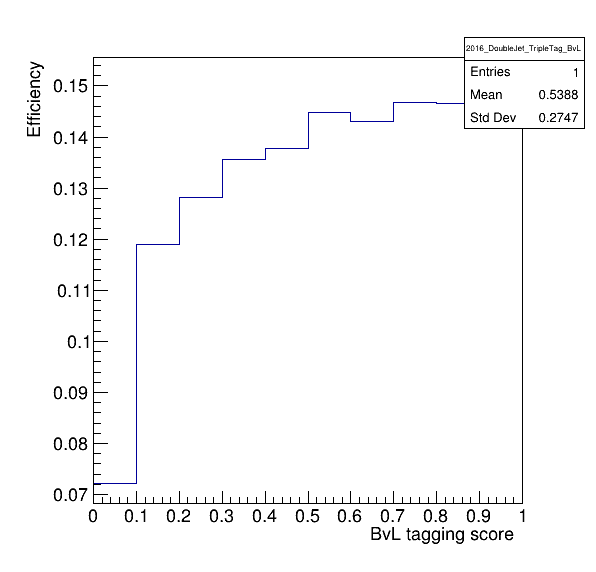 2016_DoubleJet_TripleTag_BvL
Entries 1
Mean 0.5388
Std Dev 0.2747
Efficiency
0.15
0.14
0.13
0.12
0.11
0.1
0.09
0.08
0.07
0 0.1 0.2 0.3 0.4 0.5 0.6 0.7 0.8 0.9 1
BvL tagging score